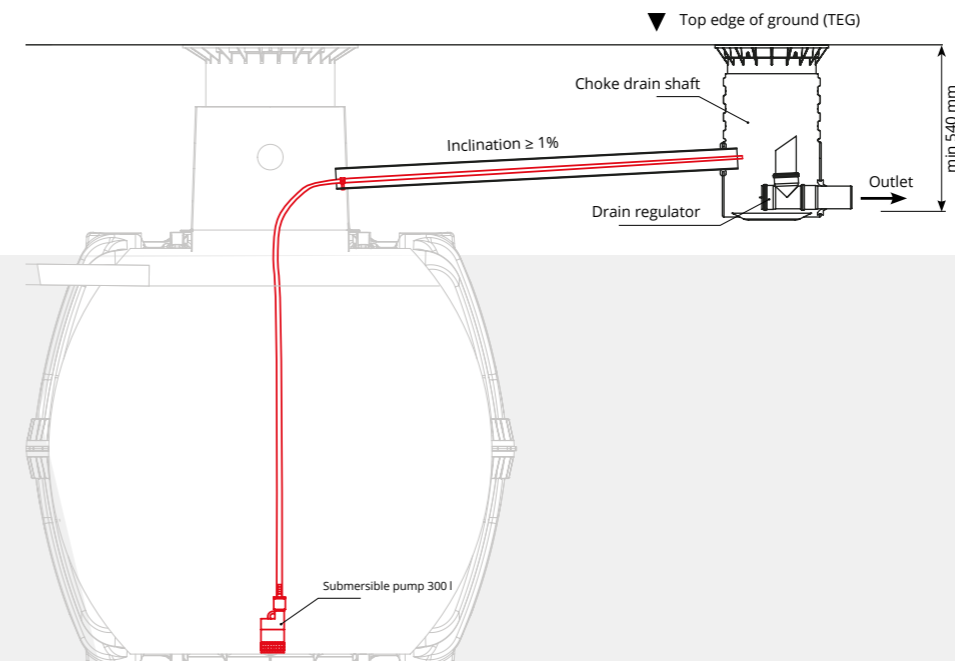 Top edge of ground (TEG)
Choke drain shaft
min 540 mm
Inclination ≥ 1%
Outlet
Drain regulator
Submersible pump 300 l